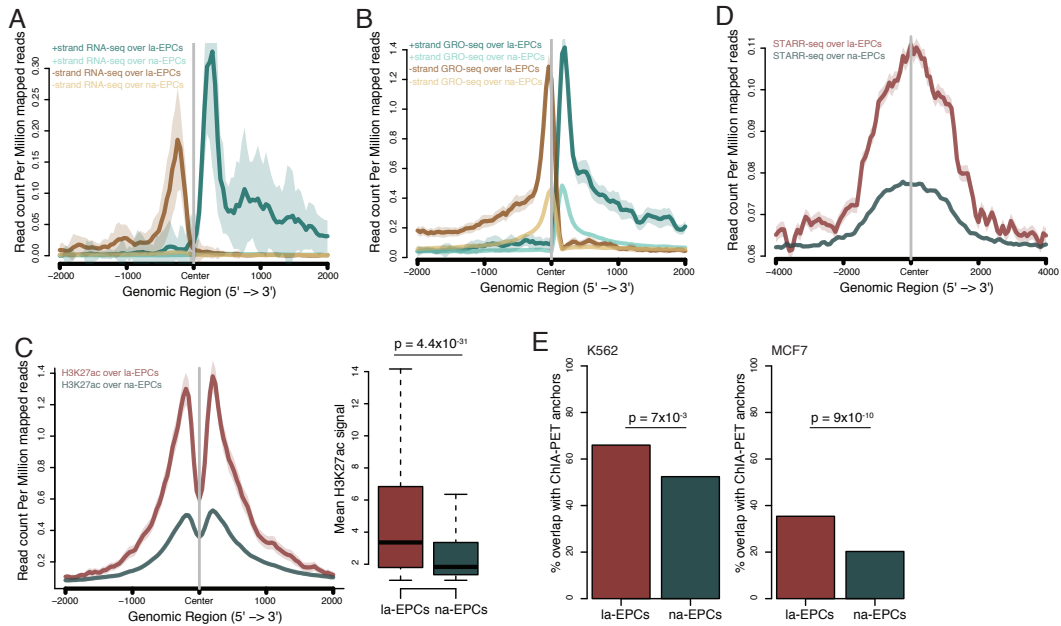 A
+strand RNA-seq over la-EPCs
+strand RNA-seq over na-EPCs
-strand RNA-seq over la-EPCs
-strand RNA-seq over na-EPCs
Read count Per Million mapped reads
0.00
0.05
0.10
0.15
0.20
0.25
0.30
−2000
−1000
Center
1000
2000
Genomic Region (5' −> 3')
B
+strand GRO-seq over la-EPCs
+strand GRO-seq over na-EPCs
-strand GRO-seq over la-EPCs
-strand GRO-seq over na-EPCs
Read count Per Million mapped reads
0.0
0.2
0.4
0.6
0.8
1.0
1.2
1.4
−2000
−1000
Center
1000
2000
Genomic Region (5' −> 3')
D
STARR-seq over la-EPCs
STARR-seq over na-EPCs
Read count Per Million mapped reads
0.06
0.07
0.08
0.09
0.10
0.11
−4000
−2000
Center
2000
4000
Genomic Region (5' −> 3')
C
H3K27ac over la-EPCs
H3K27ac over na-EPCs
Read count Per Million mapped reads
0.2
0.4
0.6
0.8
1.0
1.2
1.4
−2000
−1000
Center
1000
2000
Genomic Region (5' −> 3')
p = 4.4x10-31
Mean H3K27ac signal
2
4
6
8
10
12
14
la-EPCs na-EPCs
E
K562
% overlap with ChIA-PET anchors
0
20
40
60
80
100
p = 7x10-3
la-EPCs
na-EPCs
MCF7
% overlap with ChIA-PET anchors
0
20
40
60
80
100
p = 9x10-10
la-EPCs
na-EPCs